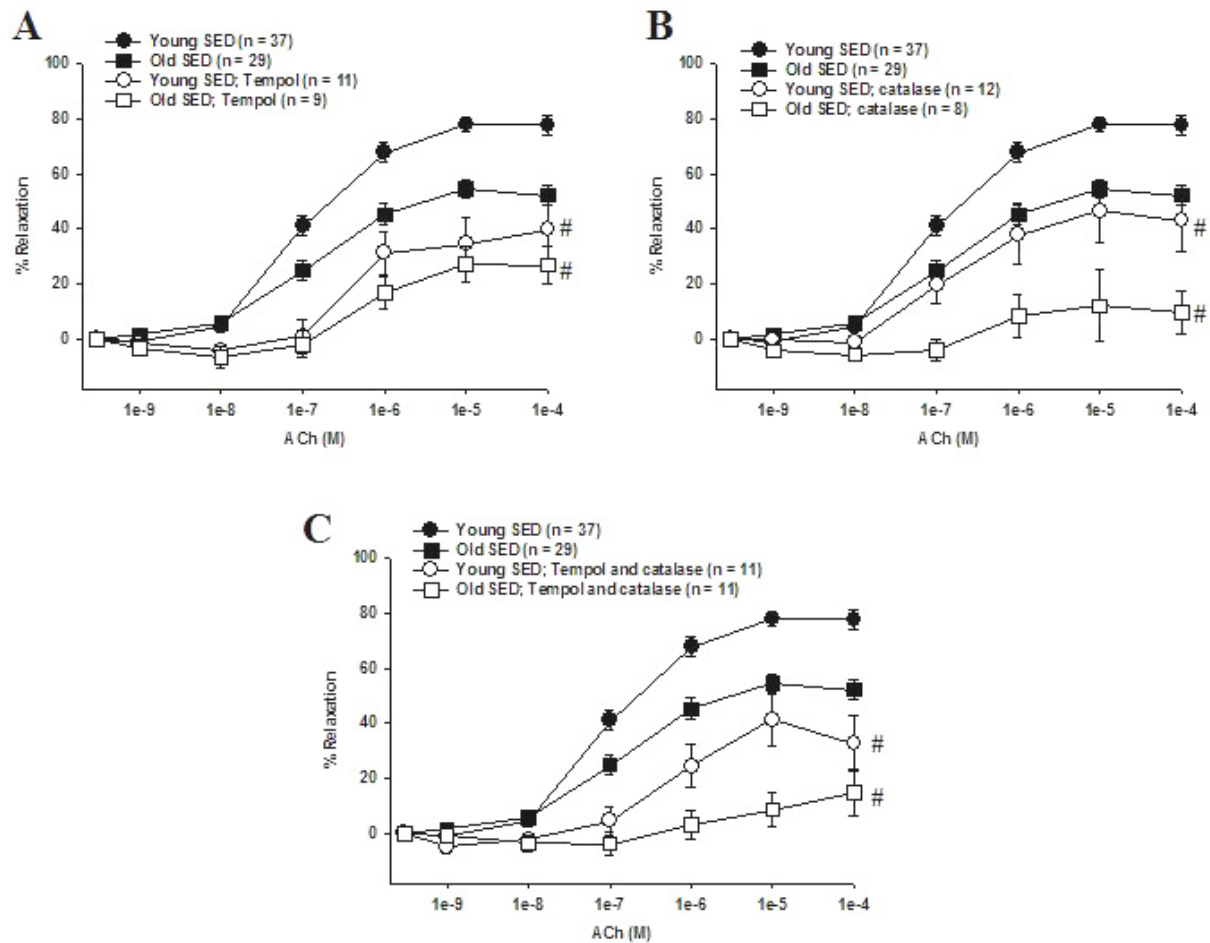 A
Young SED (n = 37)
Old SED (n = 29)
Young SED; Tempol (n = 11)
Old SED; Tempol (n = 9)
100
80
60
40
20
0
% Relaxation
#
#
1e-9 1e-8 1e-7 1e-6 1e-5 1e-4
ACh (M)
B
Young SED (n = 37)
Old SED (n = 29)
Young SED; catalase (n = 12)
Old SED; catalase (n = 8)
100
80
60
40
20
0
% Relaxation
#
#
1e-9 1e-8 1e-7 1e-6 1e-5 1e-4
ACh (M)
C
Young SED (n = 37)
Old SED (n = 29)
Young SED; Tempol and catalase (n = 11)
Old SED; Tempol and catalase (n = 11)
100
80
60
40
20
0
% Relaxation
#
#
1e-9 1e-8 1e-7 1e-6 1e-5 1e-4
ACh (M)